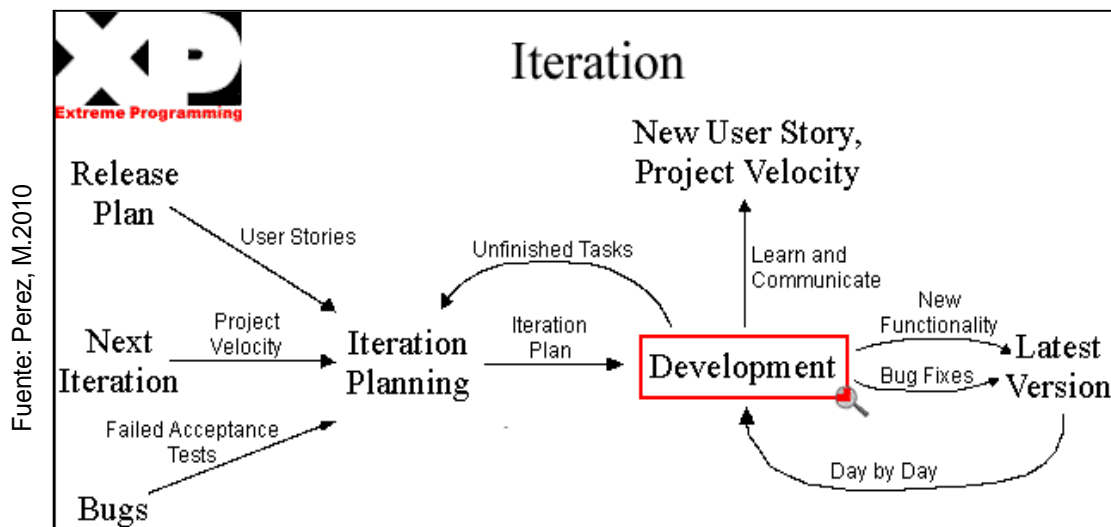 XP
Extreme Programming
Iteration
New User Story,
Project Velocity
Release
Plan
User Stories
Unfinished Tasks
Learn and
Communicate
New
Functionality
Project
Velocity
Iteration
Plan
Next
Iteration
Iteration
Planning
Development
Bug Fixes
Latest
Version
Failed Acceptance
Tests
Day by Day
Bugs
Fuente: Perez, M.2010